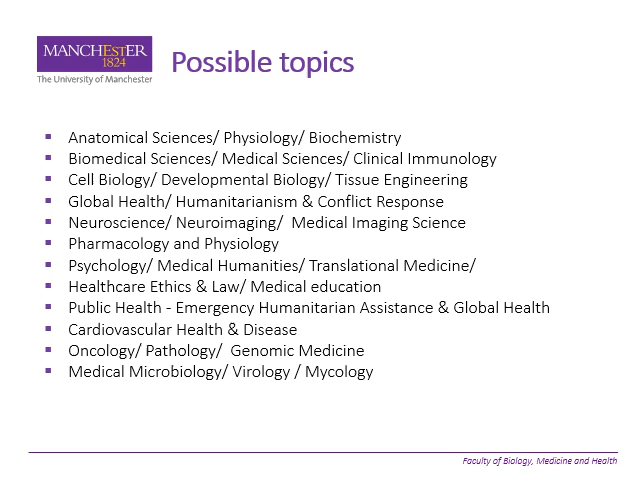 MANCHESTER
1824
The University of Manchester
Possible topics
▪ Anatomical Sciences/ Physiology/ Biochemistry
▪ Biomedical Sciences/ Medical Sciences/ Clinical Immunology
▪ Cell Biology/ Developmental Biology/ Tissue Engineering
▪ Global Health/ Humanitarianism & Conflict Response
▪ Neuroscience/ Neuroimaging/  Medical Imaging Science
▪ Pharmacology and Physiology
▪ Psychology/ Medical Humanities/ Translational Medicine/
▪ Healthcare Ethics & Law/ Medical education
▪ Public Health - Emergency Humanitarian Assistance & Global Health
▪ Cardiovascular Health & Disease
▪ Oncology/ Pathology/  Genomic Medicine
▪ Medical Microbiology/ Virology / Mycology
Faculty of Biology, Medicine and Health